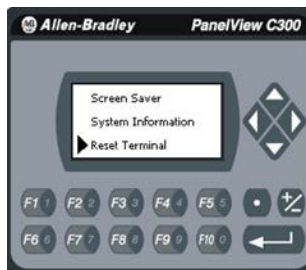 AB Allen-Bradley PanelView C300
Screen Saver
System Information
Reset Terminal
F1 1 F2 2 F3 3 F4 4 F5 5 • +/-
F6 6 F7 7 F8 8 F9 9 F10 0